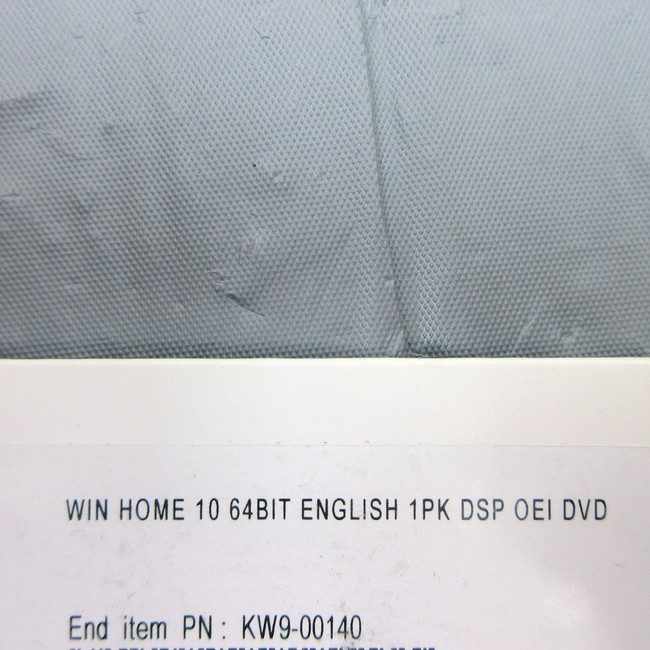 WIN HOME 10 64BIT ENGLISH 1PK DSP OEI DVD
End item PN : KW9-00140